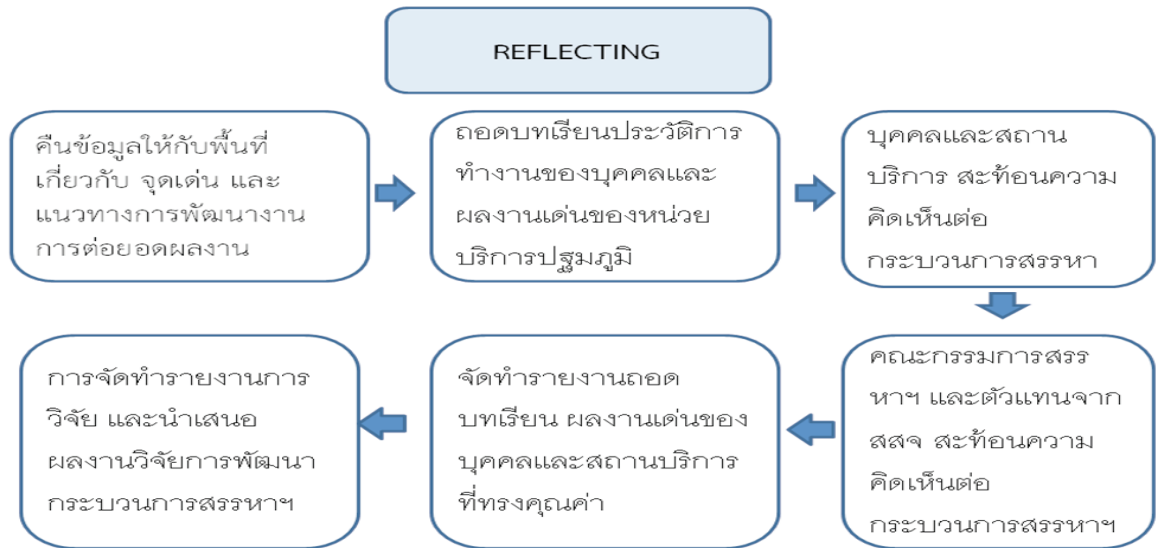 REFLECTING
คืนข้อมูลให้กับพื้นที่
เกี่ยวกับ จุดเด่น และ
แนวทางการพัฒนางาน
การต่อยอดผลงาน
ถอดบทเรียนประวัติการ
ทำงานของบุคคลและ
ผลงานเด่นของหน่วย
บริการปฐมภูมิ
บุคคลและสถาน
บริการ สะท้อนความ
คิดเห็นต่อ
กระบวนการสรรหา
คณะกรรมการสรร
หาฯ และตัวแทนจาก
สสจ สะท้อนความ
คิดเห็นต่อ
กระบวนการสรรหาฯ
จัดทำรายงานถอด
บทเรียน ผลงานเด่นของ
บุคคลและสถานบริการ
ที่ทรงคุณค่า
การจัดทำรายงานการ
วิจัย และนำเสนอ
ผลงานวิจัยการพัฒนา
กระบวนการสรรหาฯ